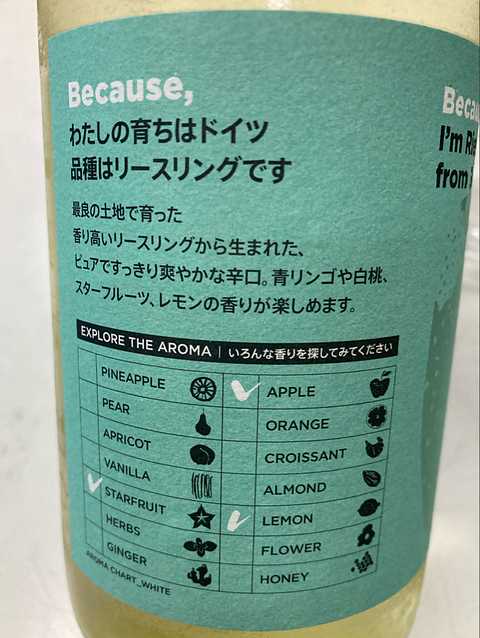 Because,
わたしの育ちはドイツ
品種はリースリングです
最良の土地で育った
香り高いリースリングから生まれた、
ピュアですっきり爽やかな辛口。青リンゴや白桃、
スターフルーツ、レモンの香りが楽しめます。
EXPLORE THE AROMA | いろんな香りを探してみてください
PINEAPPLE
PEAR
APRICOT
VANILLA
STARFRUIT
HERBS
GINGER
APPLE
ORANGE
CROISSANT
ALMOND
LEMON
FLOWER
HONEY
AROMA CHART_WHITE
I'm
from